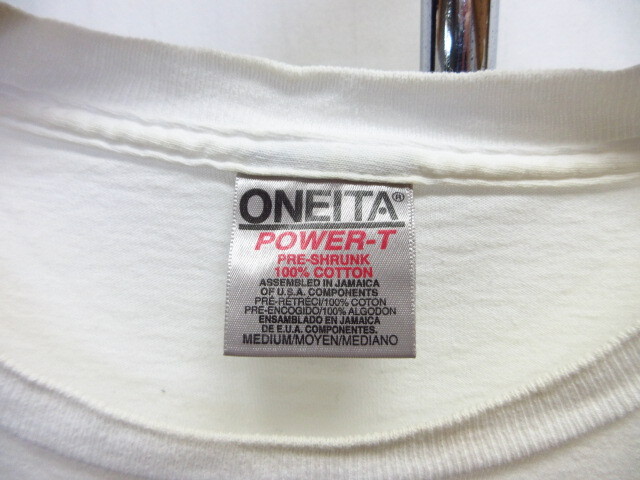 ONEITA®
POWER-T
PRE-SHRUNK
100% COTTON
ASSEMBLED IN JAMAICA
OF U.S.A. COMPONENTS
PRÉ-RÉTRÉCI/100% COTON
PRE-ENCOGIDO/100% ALGODON
ENSAMBLADO EN JAMAICA
DE E.U.A. COMPONENTES.
MEDIUM/MOYEN/MEDIANO